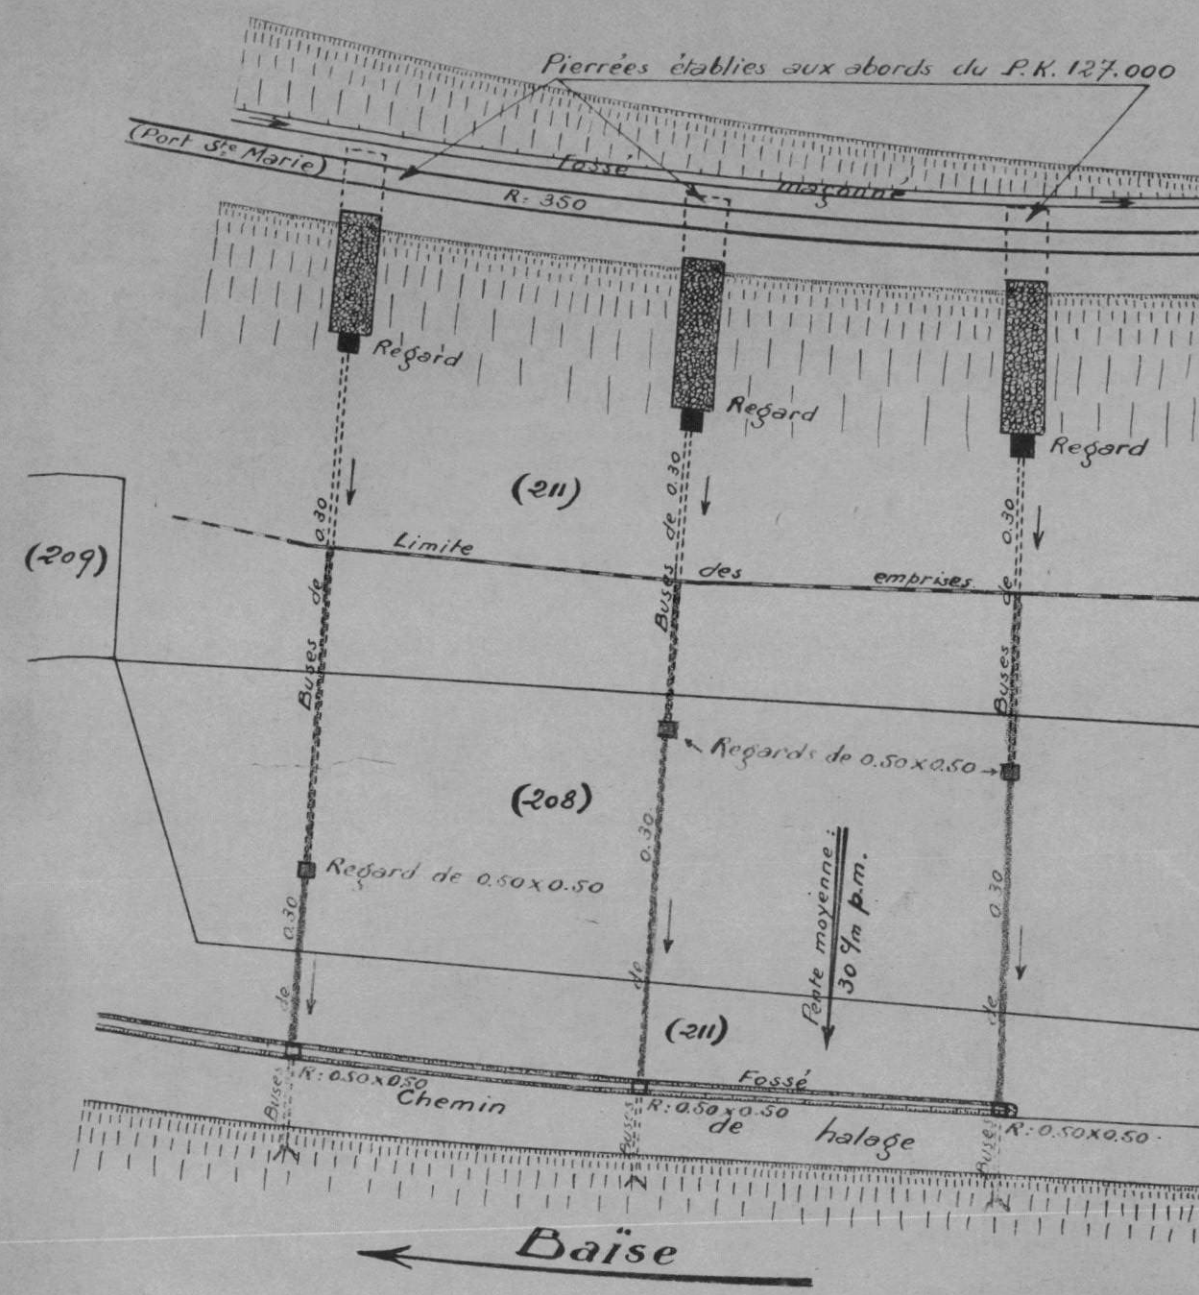 Pierrées établies aux abords du P.K. 127.000
(Port Ste Marie)
Fossé maçonné
R: 350
Regard
Regard
Regard
(211)
Buses de 0.30
Buses de 0.30
Buses de 0.30
(209)
Limite des emprises
Regards de 0.50x0.50
(208)
Regard de 0.50x0.50
Pente moyenne:
30 c/m p.m.
de 0.30
de 0.30
de 0.30
(211)
Fossé
R: 0.50x0.50
R: 0.50x0.50
R: 0.50x0.50
Chemin de halage
Buses
Buses
Buses
Baïse